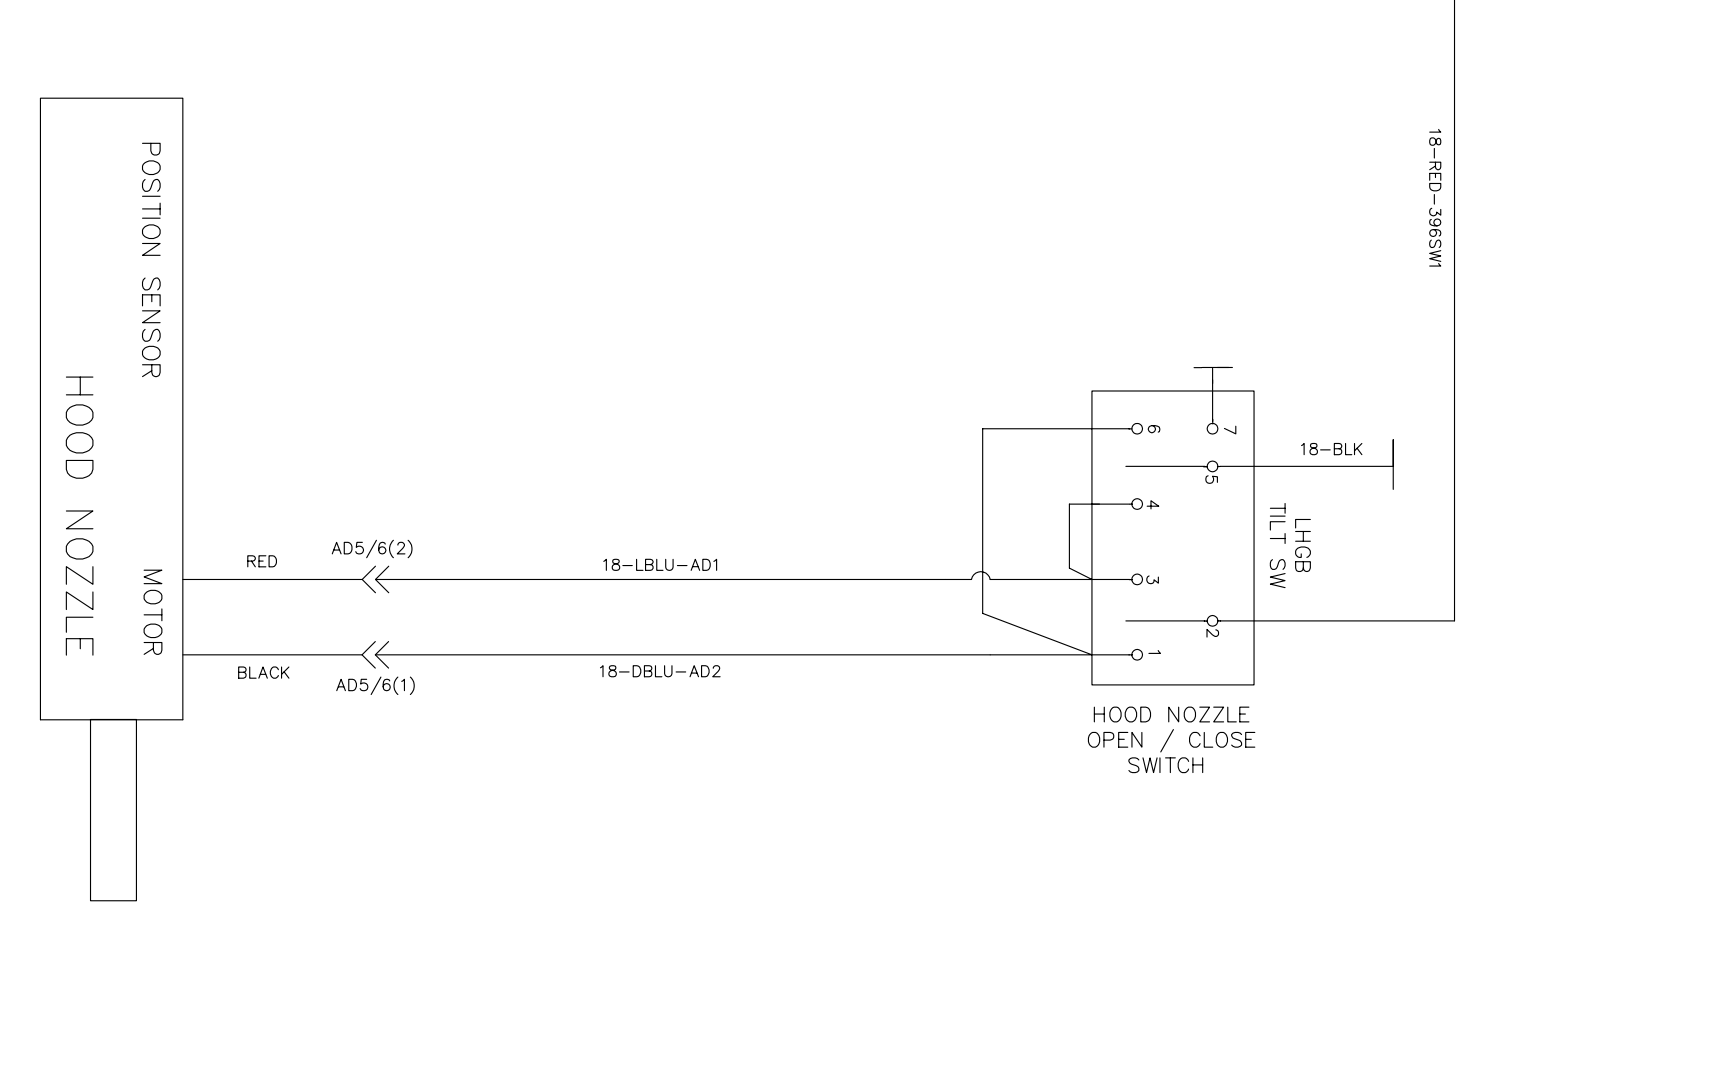 POSITION SENSOR
HOOD NOZZLE
MOTOR
RED
BLACK
AD5/6(2)
AD5/6(1)
18-LBLU-AD1
18-DBLU-AD2
6
7
5
4
3
2
1
18-BLK
LHGB
TILT SW
18-RED-396SW1
HOOD NOZZLE
OPEN / CLOSE
SWITCH